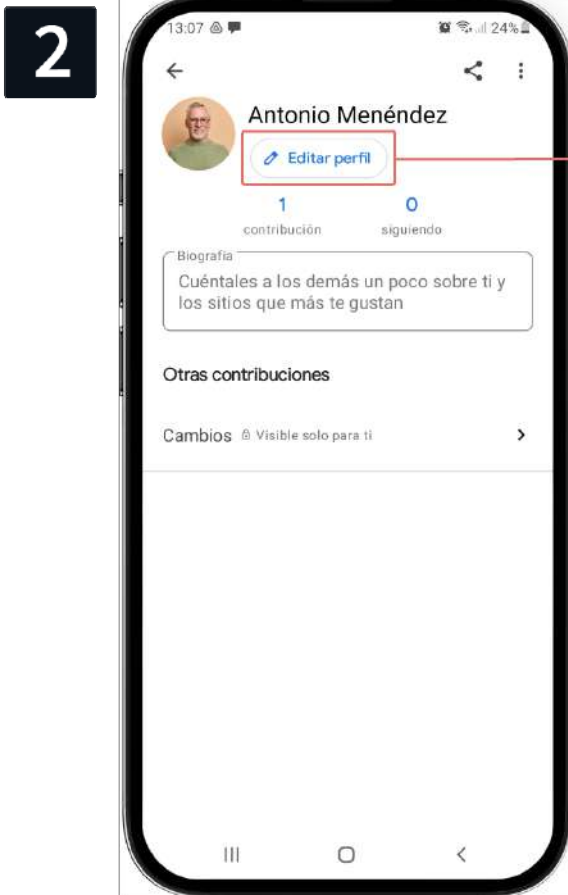 2
13:07
24%
Antonio Menéndez
Editar perfil
1 0
contribución siguiendo
Biografía
Cuéntales a los demás un poco sobre ti y
los sitios que más te gustan
Otras contribuciones
Cambios Visible solo para ti